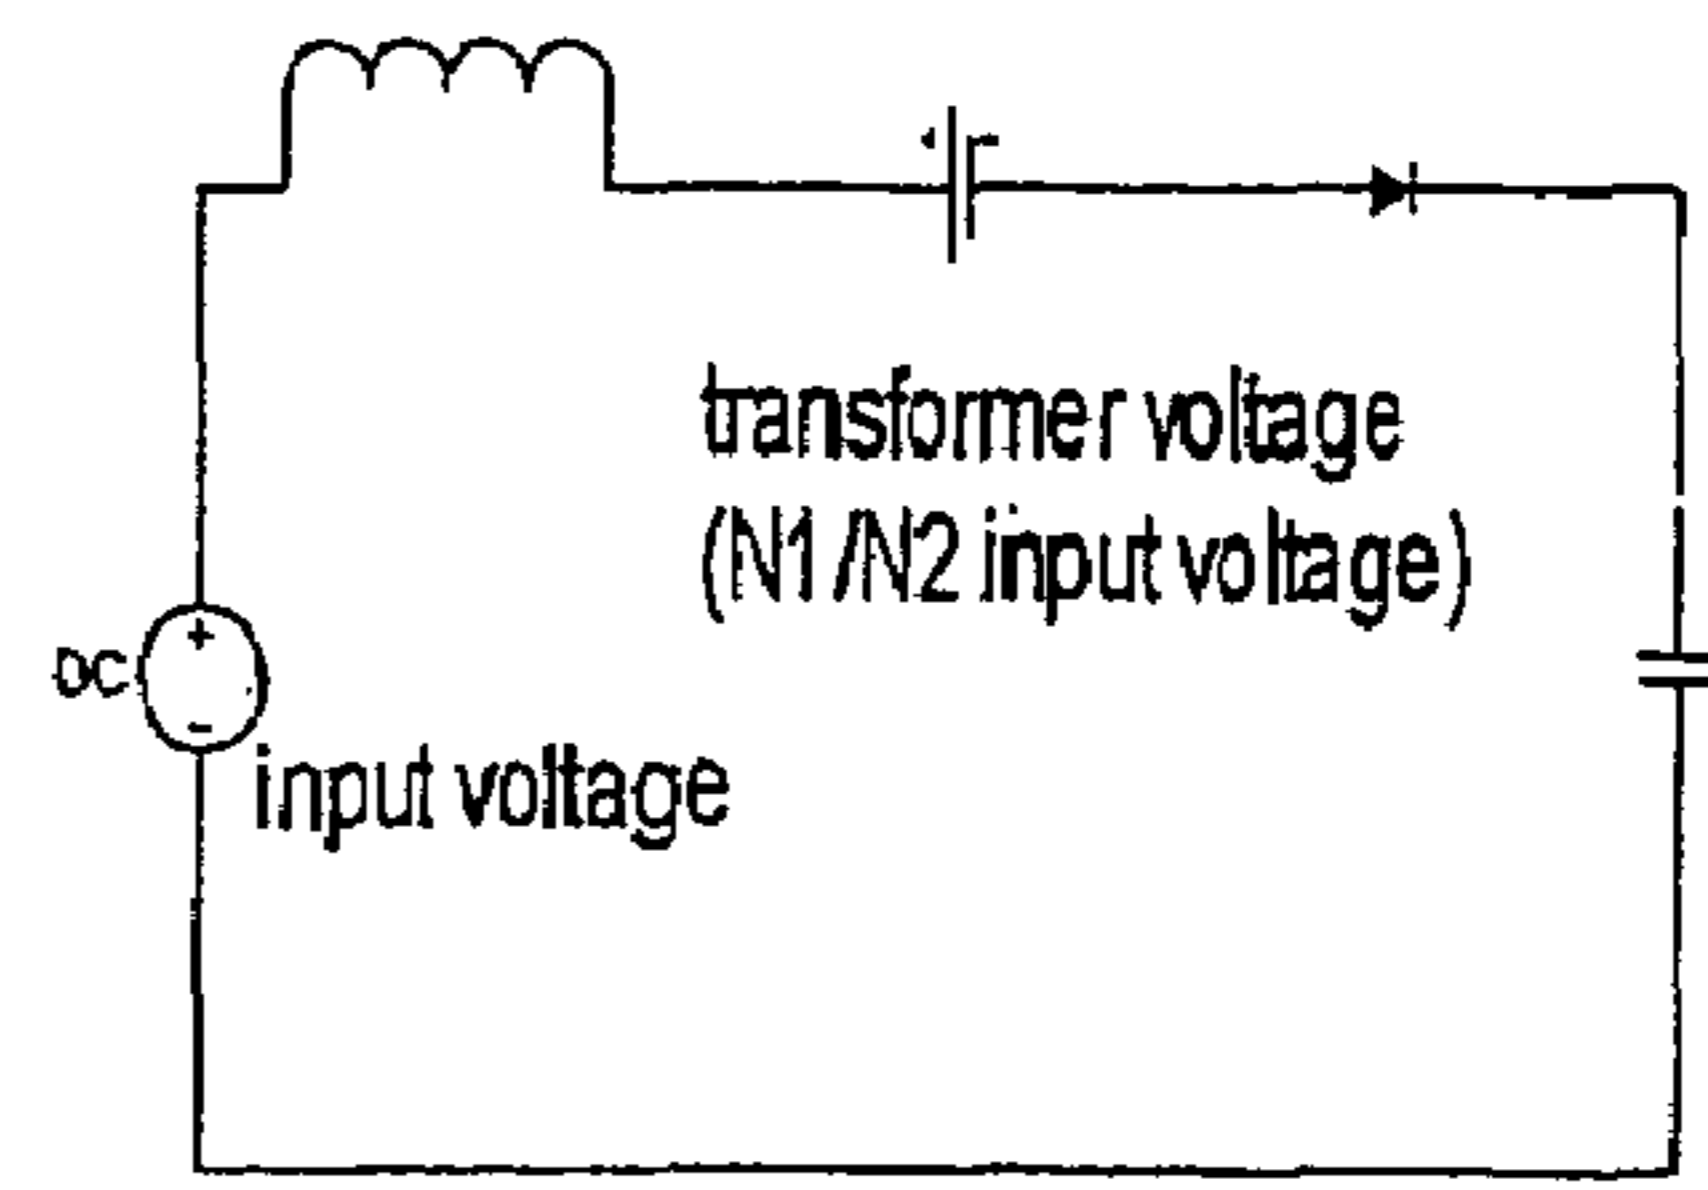 transformer voltage
(N1/N2 input voltage)
DC
+
-
input voltage